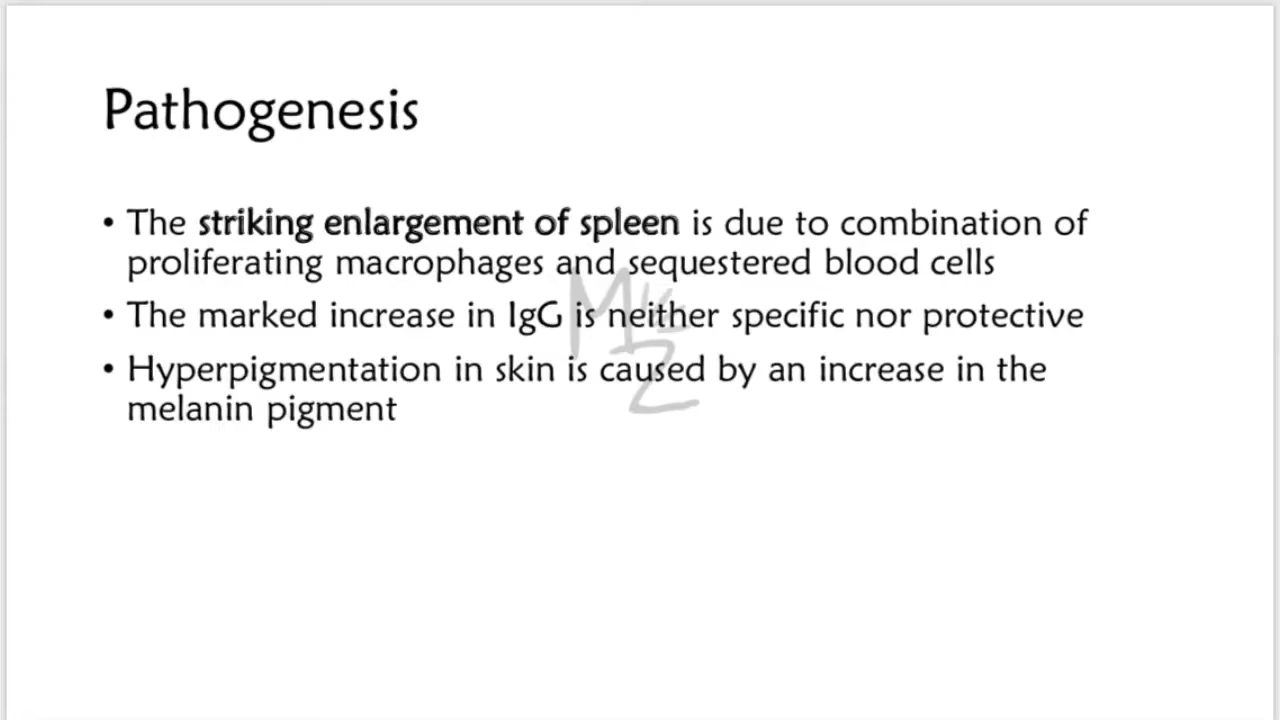 Pathogenesis
• The striking enlargement of spleen is due to combination of
proliferating macrophages and sequestered blood cells
• The marked increase in IgG is neither specific nor protective
• Hyperpigmentation in skin is caused by an increase in the
melanin pigment